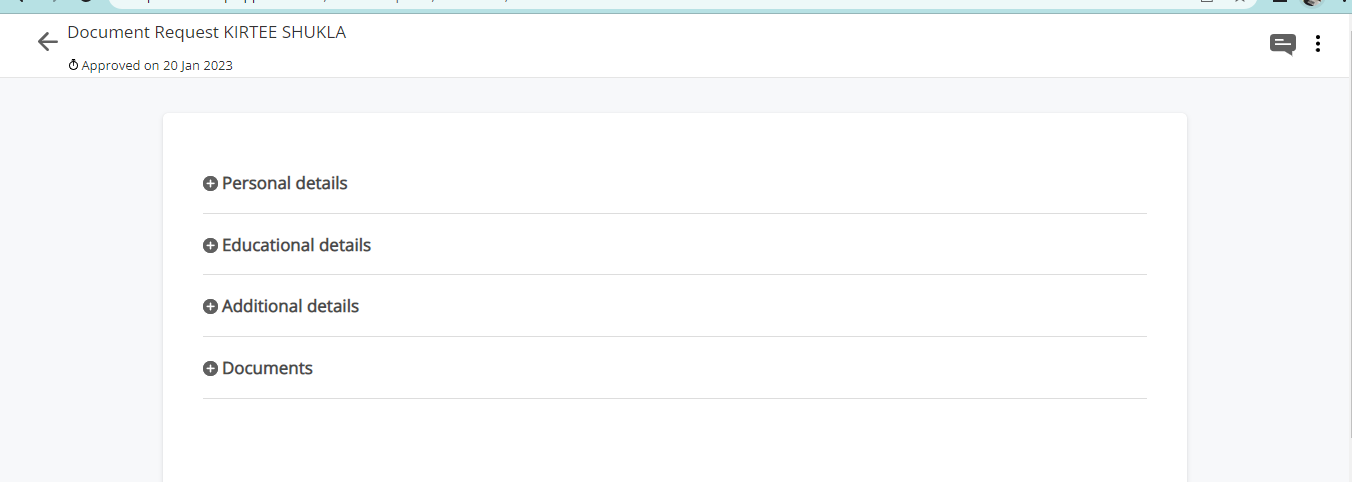 Document Request KIRTEE SHUKLA
Approved on 20 Jan 2023
Personal details
Educational details
Additional details
Documents